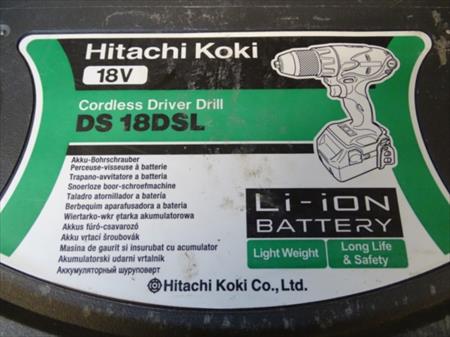 Hitachi Koki
18V
Cordless Driver Drill
DS 18DSL
Akku-Bohrschrauber
Perceuse-visseuse à batterie
Trapano-avvitatore a batteria
Snoerloze boor-schroefmachine
Taladro atornillador a batería
Berbequim aparafusadora a bateria
Wiertarko-wkr ętarka akumulatorowa
Akkus fúró-csavarozó
Aku vrtací šroubovák
Masina de gaurit si insurubat cu acumulator
Akumulatorski udarni vrtalnik
Аккумуляторный шуруповерт
Li-ion
BATTERY
Light Weight
Long Life
& Safety
Hitachi Koki Co., Ltd.